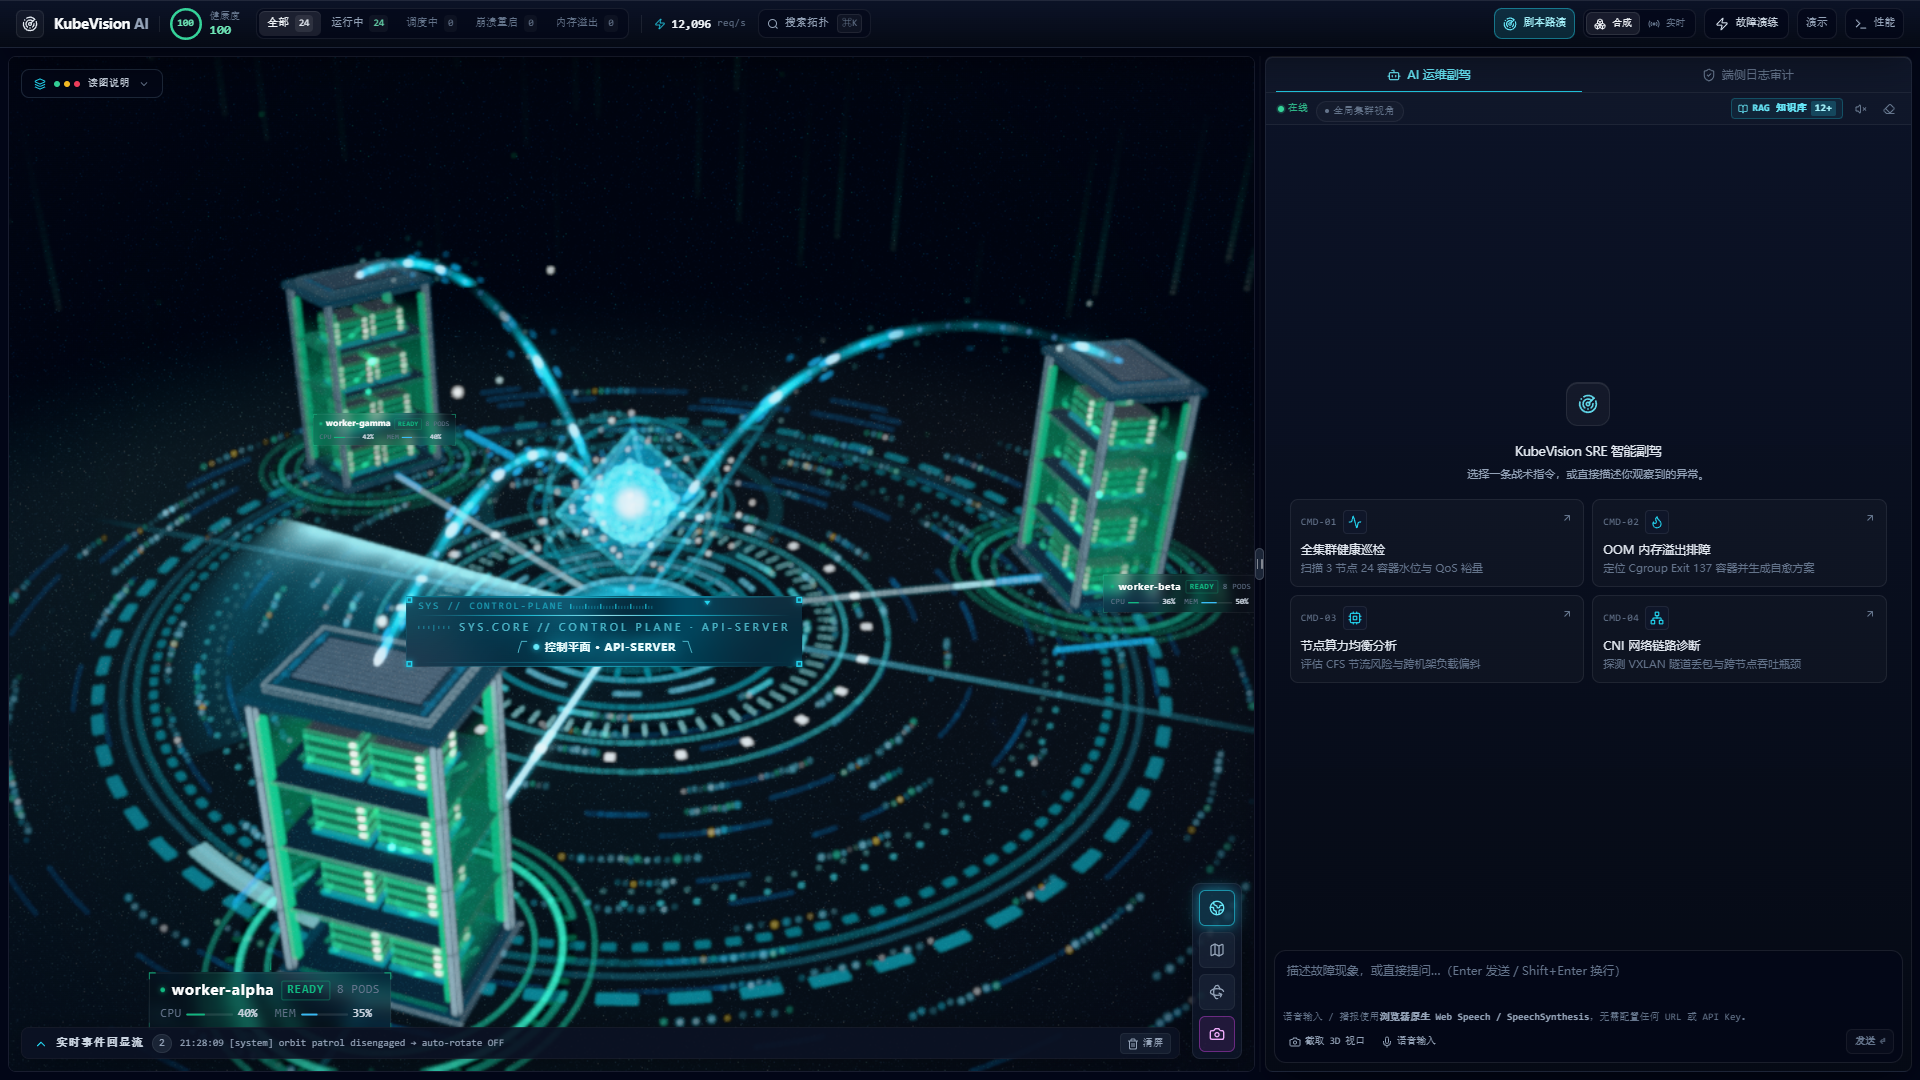 KubeVision AI
100
健康度
100
全部 24
运行中 24
调度中 0
崩溃重启 0
内存溢出 0
12,096 req/s
搜索拓扑 ⌘K
剧本路演
合成
实时
故障演练
演示
性能
读图说明
AI 运维副驾
端侧日志审计
在线
全局集群视角
RAG 知识库 12+
worker-gamma READY 8 PODS
CPU 42% MEM 40%
worker-beta READY 8 PODS
CPU 36% MEM 50%
SYS // CONTROL-PLANE
SYS.CORE // CONTROL PLANE · API-SERVER
控制平面 • API-SERVER
worker-alpha READY 8 PODS
CPU 40% MEM 35%
实时事件回显流 2 21:28:09 [system] orbit patrol disengaged → auto-rotate OFF
清屏
KubeVision SRE 智能副驾
选择一条战术指令，或直接描述你观察到的异常。
CMD-01
全集群健康巡检
扫描 3 节点 24 容器水位与 QoS 裕量
CMD-02
OOM 内存溢出排障
定位 Cgroup Exit 137 容器并生成自愈方案
CMD-03
节点算力均衡分析
评估 CFS 节流风险与跨机架负载偏斜
CMD-04
CNI 网络链路诊断
探测 VXLAN 隧道丢包与跨节点吞吐瓶颈
描述故障现象，或直接提问...（Enter 发送 / Shift+Enter 换行）
语音输入 / 播报使用浏览器原生 Web Speech / SpeechSynthesis，无需配置任何 URL 或 API Key。
截取 3D 视口
语音输入
发送